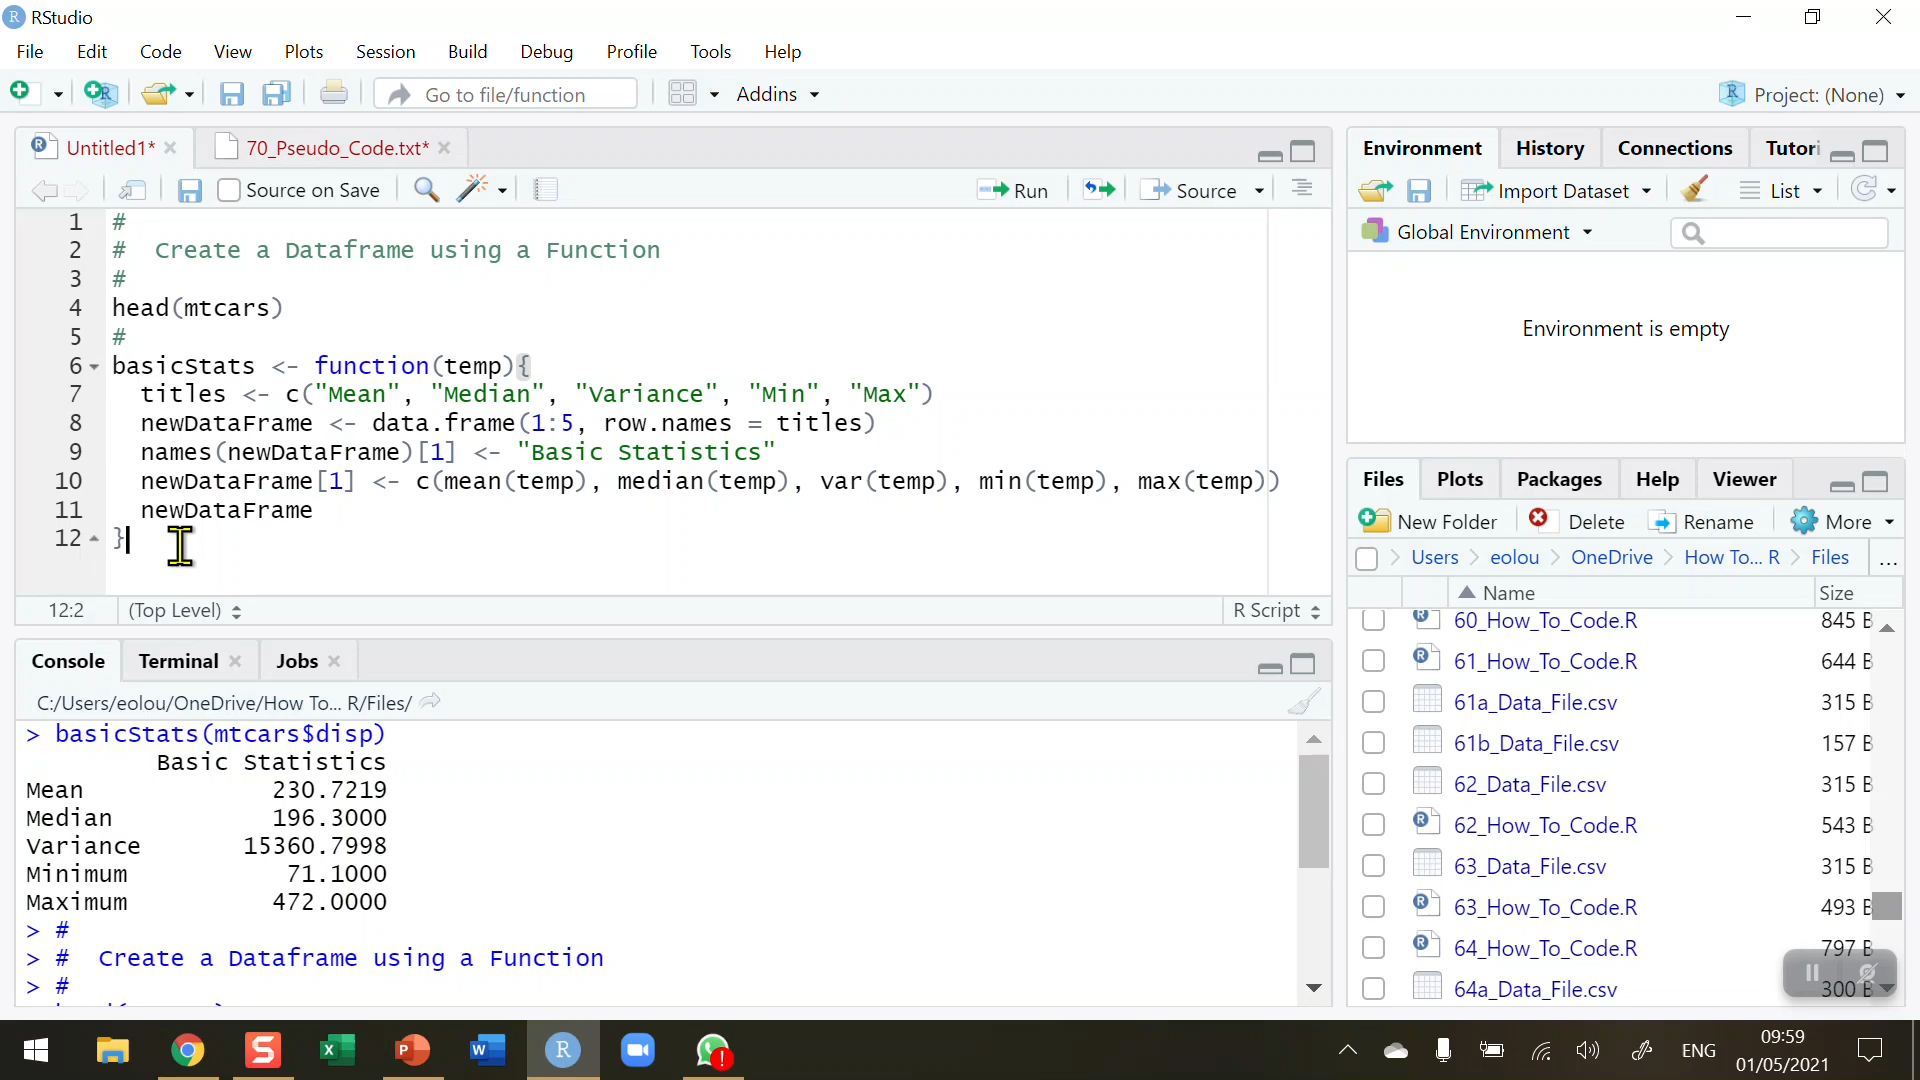 RStudio
File Edit Code View Plots Session Build Debug Profile Tools Help
Go to file/function Addins Project: (None)
Untitled1* 70_Pseudo_Code.txt*
Source on Save Run Source
1 #
2 # Create a Dataframe using a Function
3 #
4 head(mtcars)
5 #
6 basicStats <- function(temp){
7 titles <- c("Mean", "Median", "Variance", "Min", "Max")
8 newDataFrame <- data.frame(1:5, row.names = titles)
9 names(newDataFrame)[1] <- "Basic Statistics"
10 newDataFrame[1] <- c(mean(temp), median(temp), var(temp), min(temp), max(temp))
11 newDataFrame
12 }
12:2 (Top Level) R Script
Console Terminal Jobs
C:/Users/eolou/OneDrive/How To... R/Files/
> basicStats(mtcars$disp)
Basic Statistics
Mean 230.7219
Median 196.3000
Variance 15360.7998
Minimum 71.1000
Maximum 472.0000
> #
> # Create a Dataframe using a Function
> #
Environment History Connections Tutori
Import Dataset List
Global Environment
Environment is empty
Files Plots Packages Help Viewer
New Folder Delete Rename More
Users eolou OneDrive How To... R Files ...
Name Size
60_How_To_Code.R 845 B
61_How_To_Code.R 644 B
61a_Data_File.csv 315 B
61b_Data_File.csv 157 B
62_Data_File.csv 315 B
62_How_To_Code.R 543 B
63_Data_File.csv 315 B
63_How_To_Code.R 493 B
64_How_To_Code.R 797 B
64a_Data_File.csv 300 B
ENG 09:59
01/05/2021